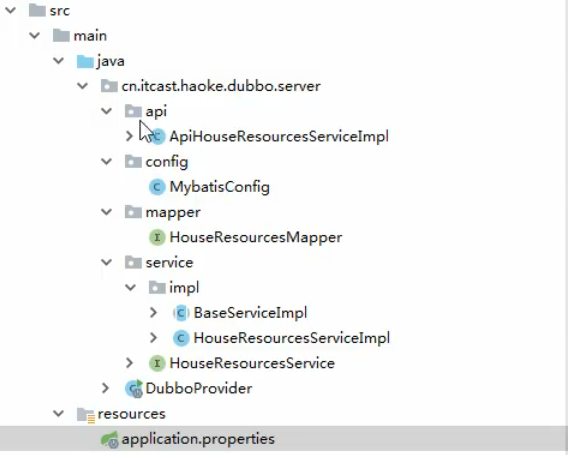 src
main
java
cn.itcast.haoke.dubbo.server
api
ApiHouseResourcesServiceImpl
config
MybatisConfig
mapper
HouseResourcesMapper
service
impl
BaseServiceImpl
HouseResourcesServiceImpl
HouseResourcesService
DubboProvider
resources
application.properties